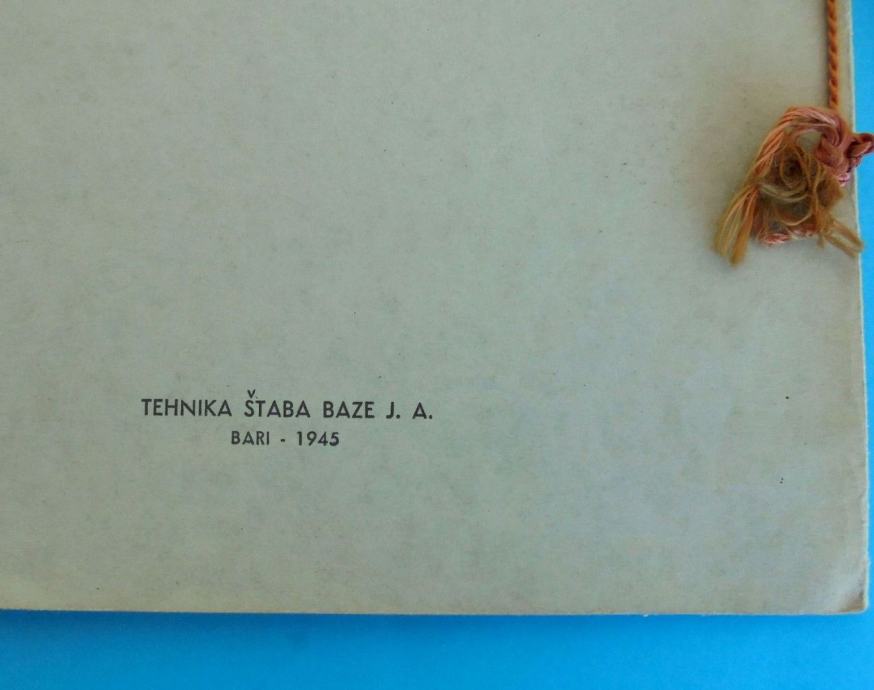 TEHNIKA ŠTABA BAZE J. A.
BARI - 1945